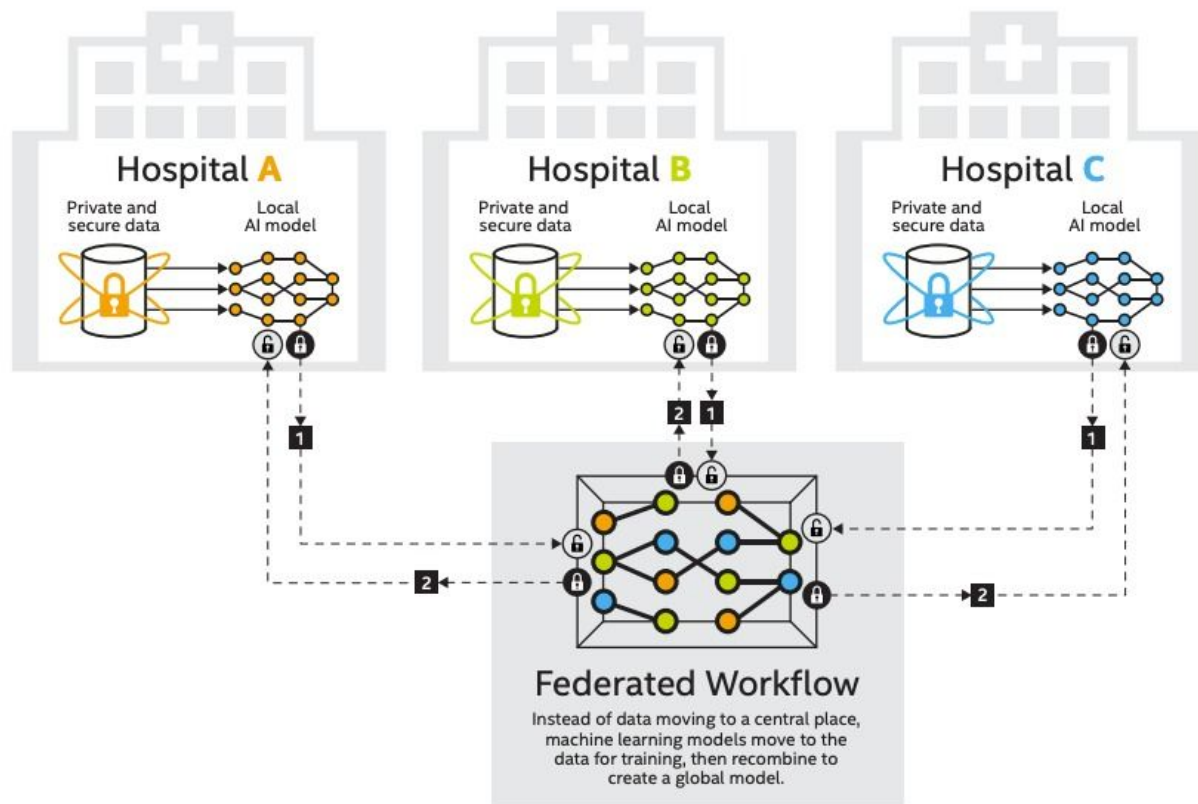 Hospital A
Private and
secure data
Local
AI model
Hospital B
Private and
secure data
Local
AI model
Hospital C
Private and
secure data
Local
AI model
1
2
2
1
1
2
Federated Workflow
Instead of data moving to a central place,
machine learning models move to the
data for training, then recombine to
create a global model.